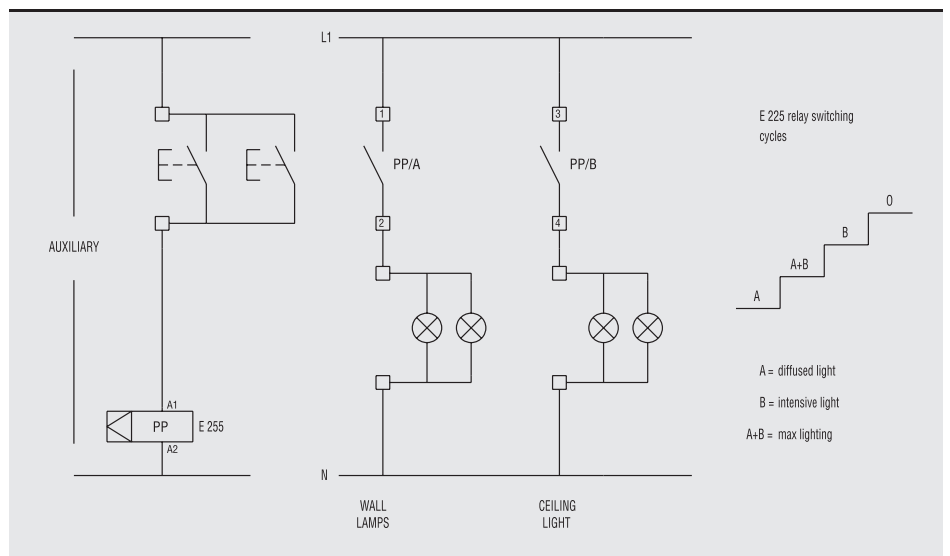 AUXILIARY
A1
PP
E 255
A2
L1
1
PP/A
2
3
PP/B
4
N
WALL
LAMPS
CEILING
LIGHT
E 225 relay switching
cycles
O
B
A+B
A
A = diffused light
B = intensive light
A+B = max lighting